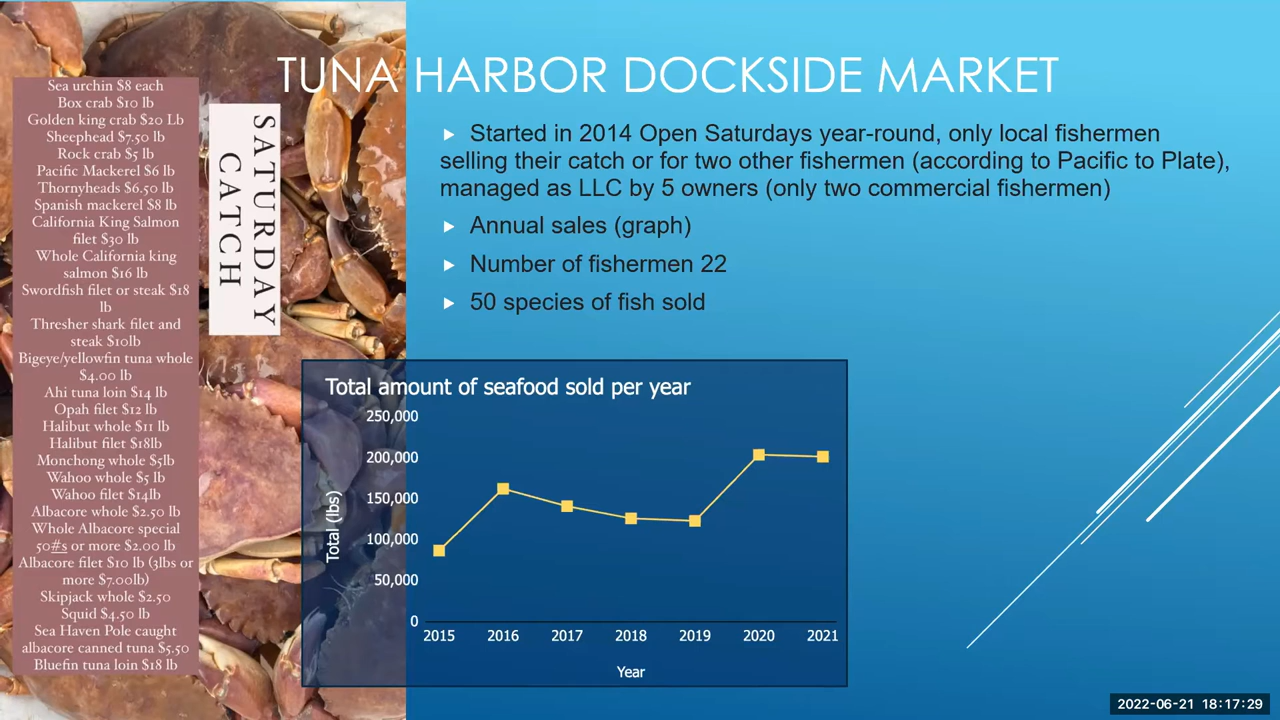 TUNA HARBOR DOCKSIDE MARKET
Sea urchin $8 each
Box crab $10 lb
Golden king crab $20 Lb
Sheephead $7.50 lb
Rock crab $5 lb
Pacific Mackerel $6 lb
Thornyheads $6.50 lb
Spanish mackerel $8 lb
California King Salmon
filet $30 lb
Whole California king
salmon $16 lb
Swordfish filet or steak $18
lb
Thresher shark filet and
steak $10lb
Bigeye/yellowfin tuna whole
$4.00 lb
Ahi tuna loin $14 lb
Opah filet $12 lb
Halibut whole $11 lb
Halibut filet $18lb
Monchong whole $5lb
Wahoo whole $5 lb
Wahoo filet $14lb
Albacore whole $2.50 lb
Whole Albacore special
50#s or more $2.00 lb
Albacore filet $10 lb (3lbs or
more $7.00lb)
Skipjack whole $2.50
Squid $4.50 lb
Sea Haven Pole caught
albacore canned tuna $5.50
Bluefin tuna loin $18 lb
SATURDAY
CATCH
Started in 2014 Open Saturdays year-round, only local fishermen
selling their catch or for two other fishermen (according to Pacific to Plate),
managed as LLC by 5 owners (only two commercial fishermen)
Annual sales (graph)
Number of fishermen 22
50 species of fish sold
Total amount of seafood sold per year
250,000
200,000
150,000
100,000
50,000
0
Total (lbs)
2015 2016 2017 2018 2019 2020 2021
Year
2022-06-21 18:17:29